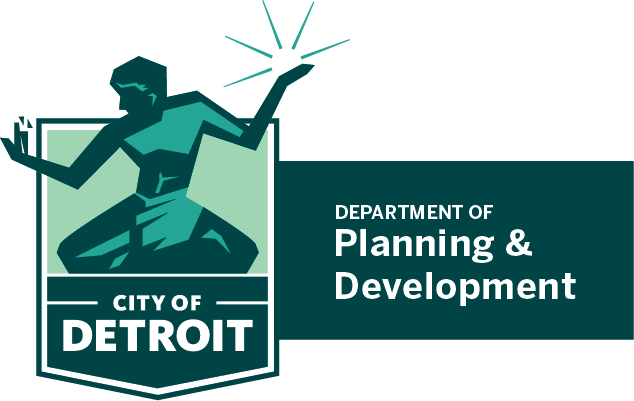 CITY OF
DETROIT
DEPARTMENT OF
Planning &
Development